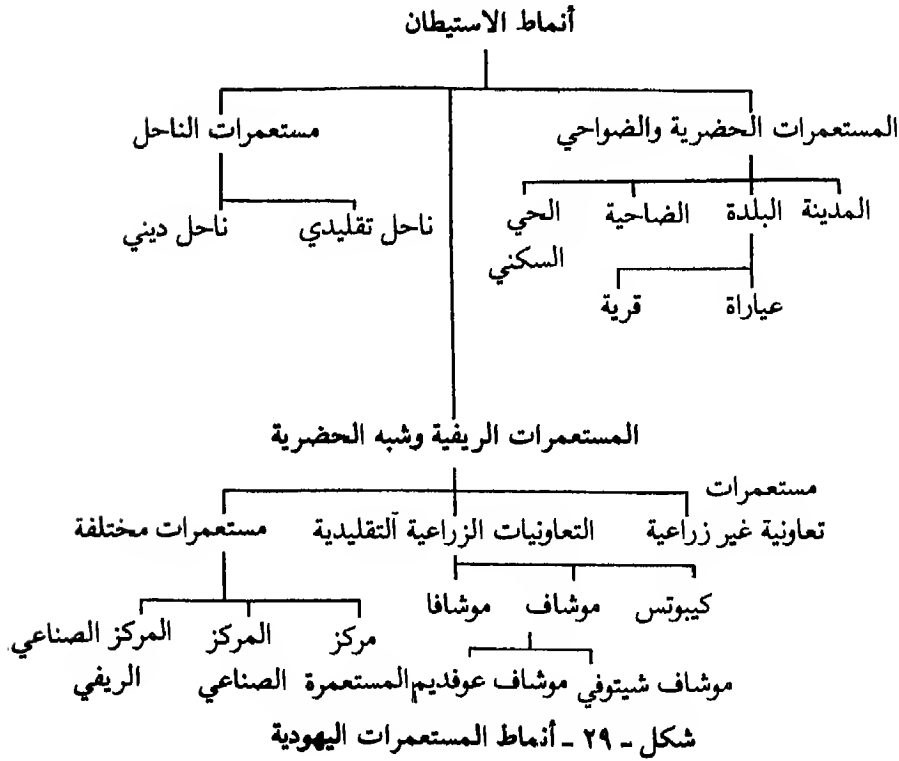 أنماط الاستيطان
المستعمرات الحضرية والضواحي
مستعمرات الناحل
المدينة
البلدة
الضاحية
الحي
السكني
ناحل تقليدي
ناحل ديني
عياراة
قرية
المستعمرات الريفية وشبه الحضرية
مستعمرات
تعاونية غير زراعية
التعاونيات الزراعية التقليدية
مستعمرات مختلفة
كيبوتس
موشاف
موشافا
مركز
المركز
المركز الصناعي
موشاف شيتوفي
موشاف عوفديم
المستعمرة
الصناعي
الريفي
شكل - ٢٩ - أنماط المستعمرات اليهودية